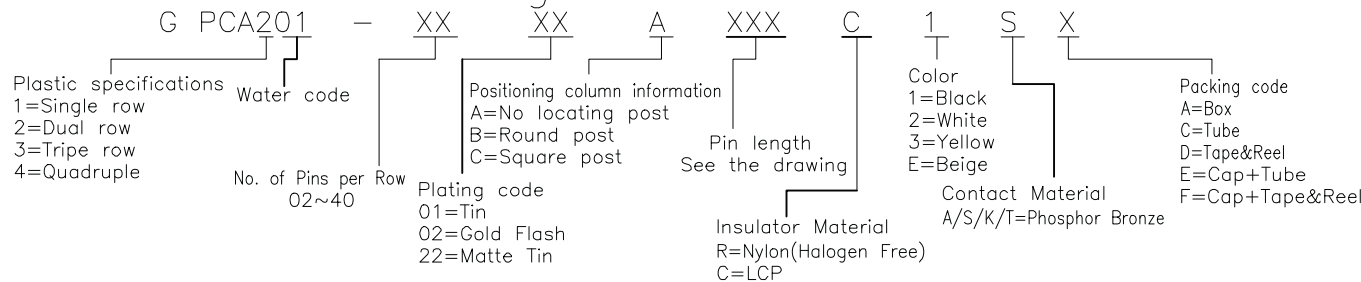 G PCA201 - XX XX A XXX C 1 S X
Plastic specifications
1=Single row
2=Dual row
3=Tripe row
4=Quadruple
Water code
No. of Pins per Row
02~40
Plating code
01=Tin
02=Gold Flash
22=Matte Tin
Positioning column information
A=No locating post
B=Round post
C=Square post
Pin length
See the drawing
Insulator Material
R=Nylon(Halogen Free)
C=LCP
Color
1=Black
2=White
3=Yellow
E=Beige
Contact Material
A/S/K/T=Phosphor Bronze
Packing code
A=Box
C=Tube
D=Tape&Reel
E=Cap+Tube
F=Cap+Tape&Reel